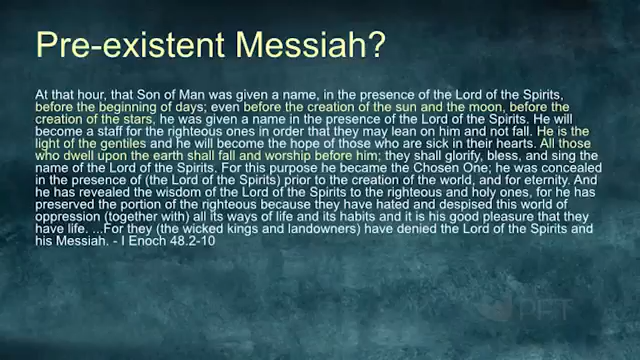 Pre-existent Messiah?
At that hour, that Son of Man was given a name, in the presence of the Lord of the Spirits,
before the beginning of days; even before the creation of the sun and the moon, before the
creation of the stars, he was given a name in the presence of the Lord of the Spirits. He will
become a staff for the righteous ones in order that they may lean on him and not fall. He is the
light of the gentiles and he will become the hope of those who are sick in their hearts. All those
who dwell upon the earth shall fall and worship before him; they shall glorify, bless, and sing the
name of the Lord of the Spirits. For this purpose he became the Chosen One; he was concealed
in the presence of (the Lord of the Spirits) prior to the creation of the world, and for eternity. And
he has revealed the wisdom of the Lord of the Spirits to the righteous and holy ones, for he has
preserved the portion of the righteous because they have hated and despised this world of
oppression (together with) all its ways of life and its habits and it is his good pleasure that they
have life. ...For they (the wicked kings and landowners) have denied the Lord of the Spirits and
his Messiah. - I Enoch 48.2-10